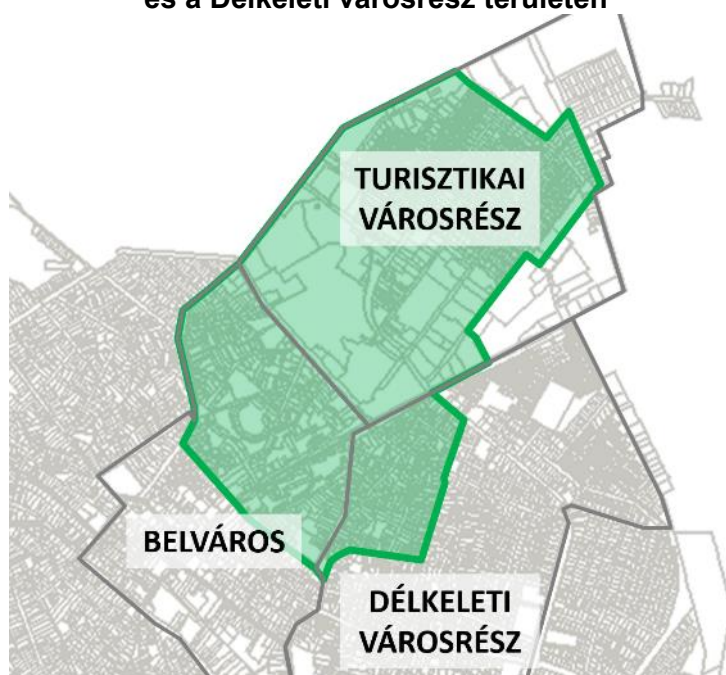 és a Délkeleti városrész területén
TURISZTIKAI
VÁROSRÉSZ
BELVÁROS
DÉLKELETI
VÁROSRÉSZ